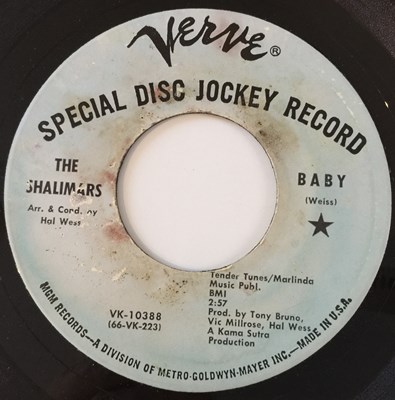 VERVE®
SPECIAL DISC JOCKEY RECORD
THE
SHALIMARS
Arr. & Cond. by
Hal Wess
BABY
(Weiss)
VK-10388
(66-VK-223)
Tender Tunes/Marlinda
Music Publ.
BMI
2:57
Prod. by Tony Bruno,
Vic Millrose, Hal Wess
A Kama Sutra
Production
MGM RECORDS—A DIVISION OF METRO-GOLDWYN-MAYER INC.—MADE IN U.S.A.